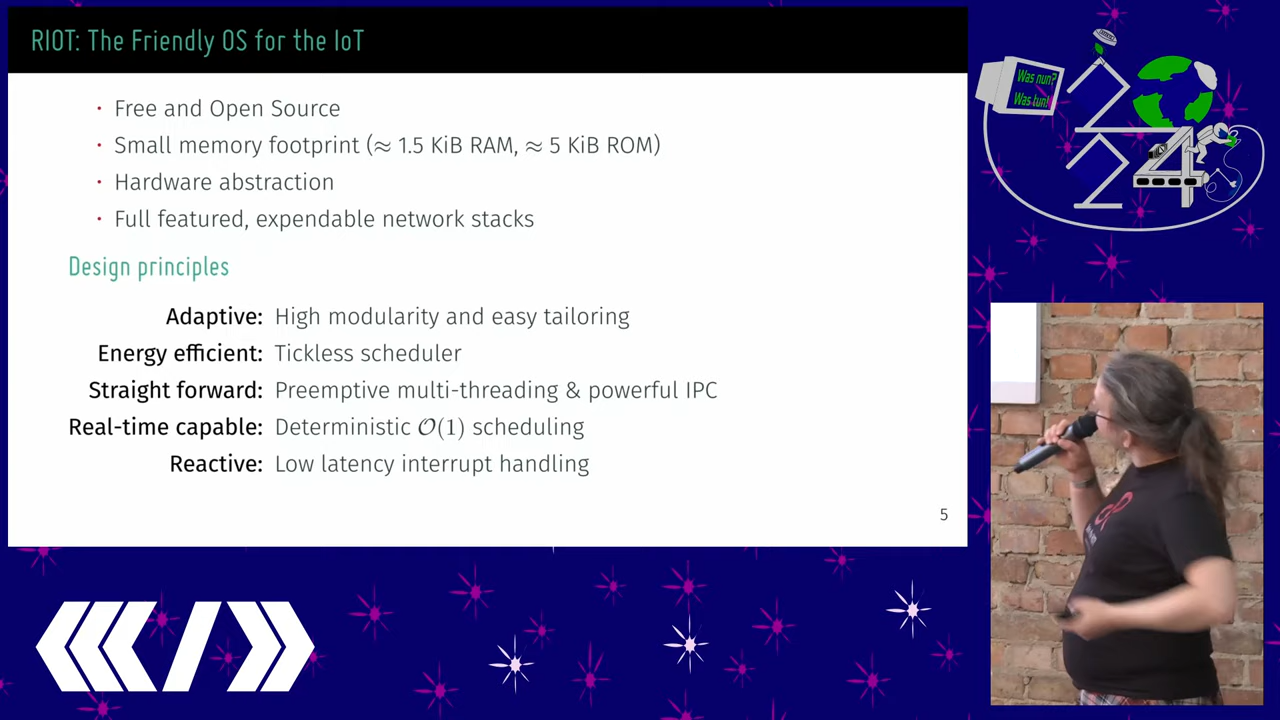 RIOT: The Friendly OS for the IoT
· Free and Open Source
· Small memory footprint (≈ 1.5 KiB RAM, ≈ 5 KiB ROM)
· Hardware abstraction
· Full featured, expendable network stacks
Design principles
Adaptive: High modularity and easy tailoring
Energy efficient: Tickless scheduler
Straight forward: Preemptive multi-threading & powerful IPC
Real-time capable: Deterministic O(1) scheduling
Reactive: Low latency interrupt handling
5
Was nun?
Was tun!